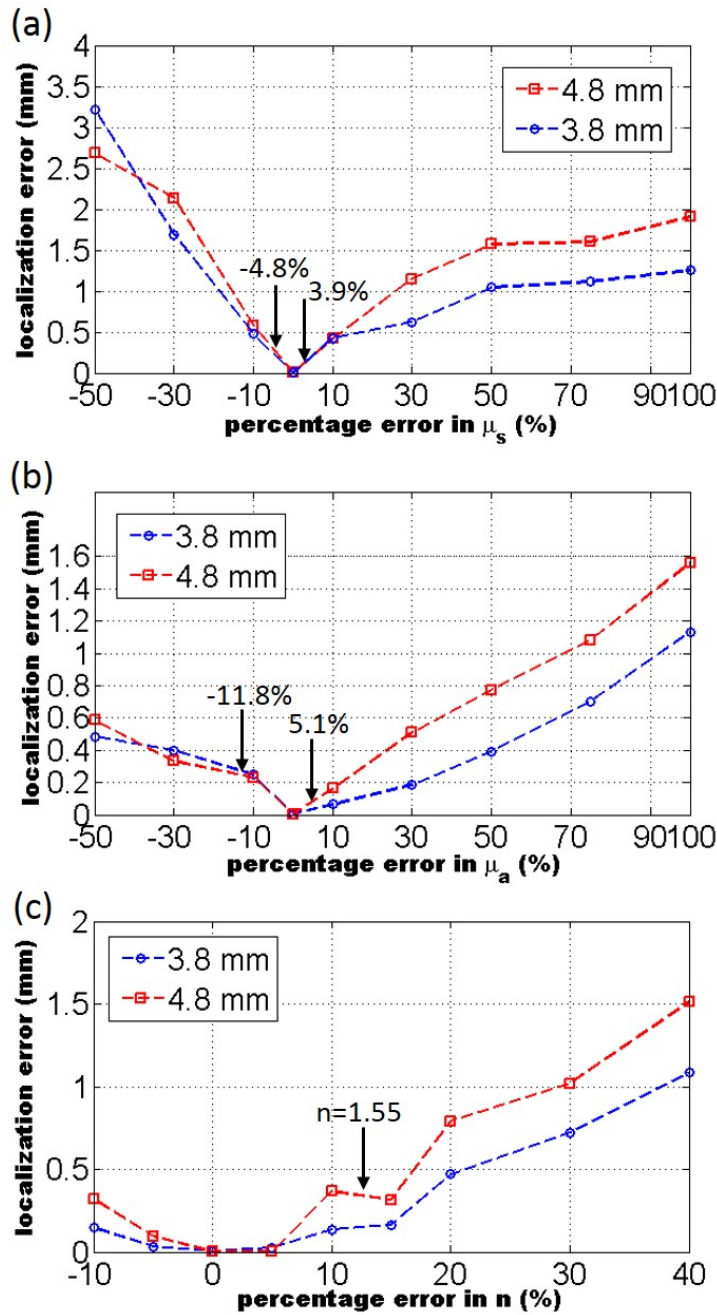 (a)
4
3.5
3
2.5
2
1.5
1
0.5
0
localization error (mm)
4.8 mm
3.8 mm
-4.8%
3.9%
-50 -30 -10 10 30 50 70 90100
percentage error in μs (%)
(b)
1.6
1.4
1.2
1
0.8
0.6
0.4
0.2
0
localization error (mm)
3.8 mm
4.8 mm
-11.8%
5.1%
-50 -30 -10 10 30 50 70 90100
percentage error in μa (%)
(c)
2
1.5
1
0.5
0
localization error (mm)
3.8 mm
4.8 mm
n=1.55
-10 0 10 20 30 40
percentage error in n (%)